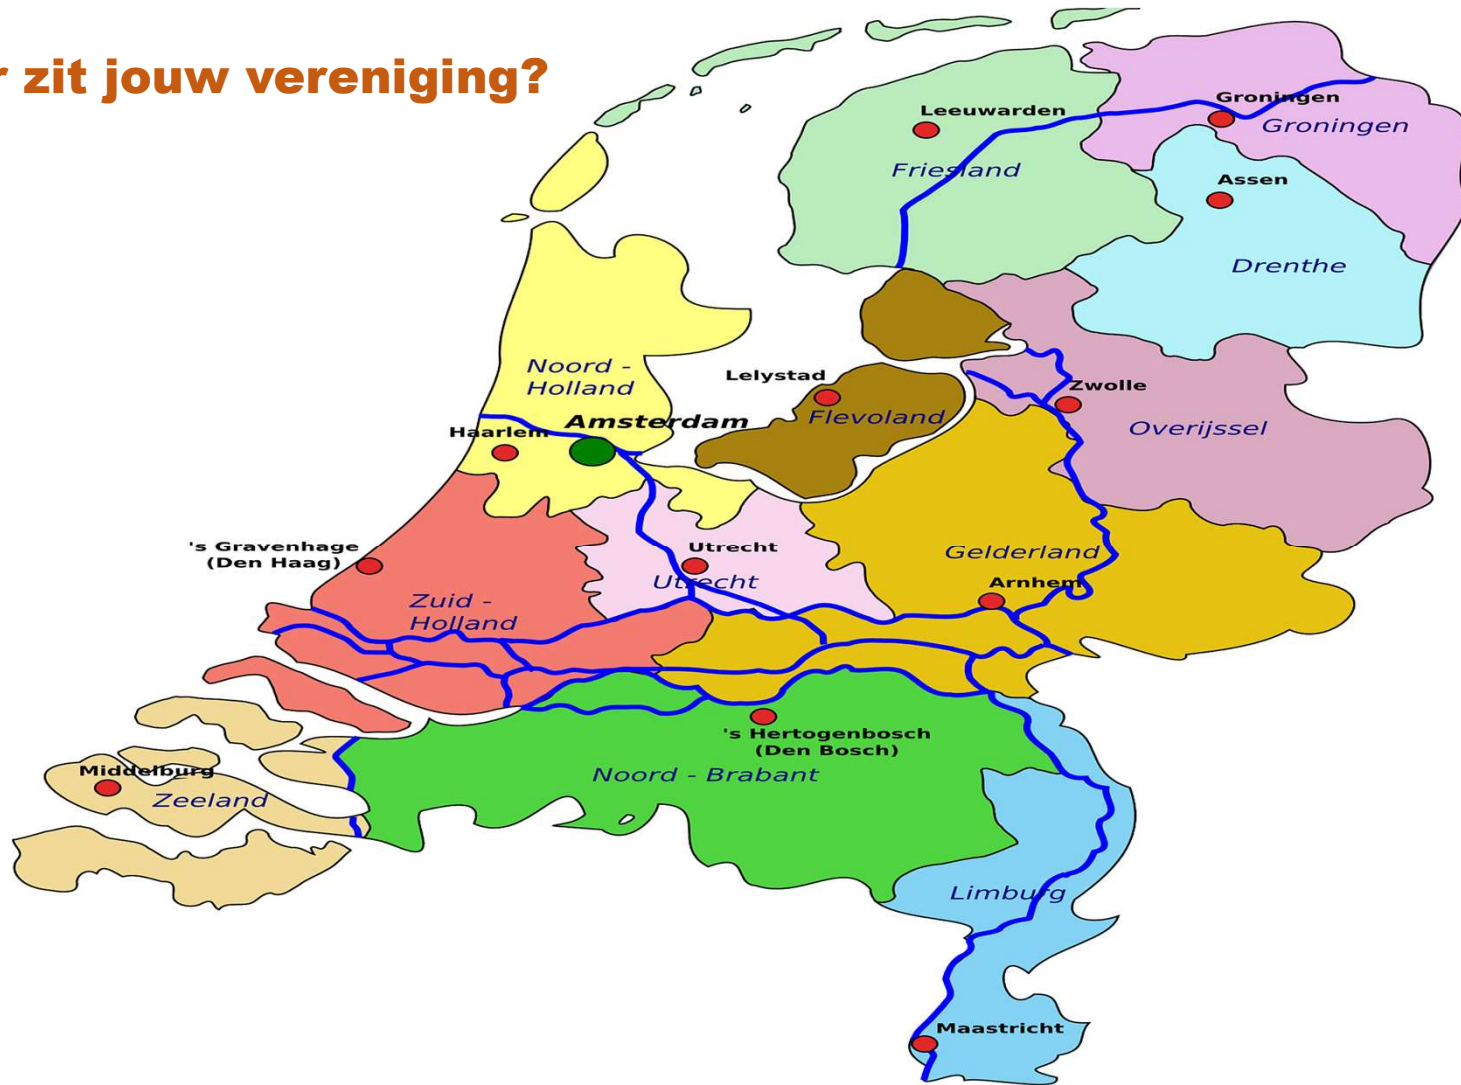 r zit jouw vereniging?
Leeuwarden
Groningen
Groningen
Friesland
Assen
Drenthe
Noord -
Holland
Lelystad
Flevoland
Zwolle
Overijssel
Amsterdam
Haarlem
's Gravenhage
(Den Haag)
Utrecht
Utrecht
Gelderland
Arnhem
Zuid -
Holland
's Hertogenbosch
(Den Bosch)
Noord - Brabant
Middelburg
Zeeland
Limburg
Maastricht